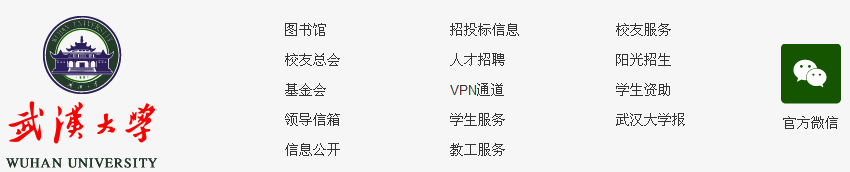 WUHAN UNIVERSITY
武漢大学
WUHAN UNIVERSITY
图书馆
校友总会
基金会
领导信箱
信息公开
招投标信息
人才招聘
VPN通道
学生服务
教工服务
校友服务
阳光招生
学生资助
武汉大学报
官方微信